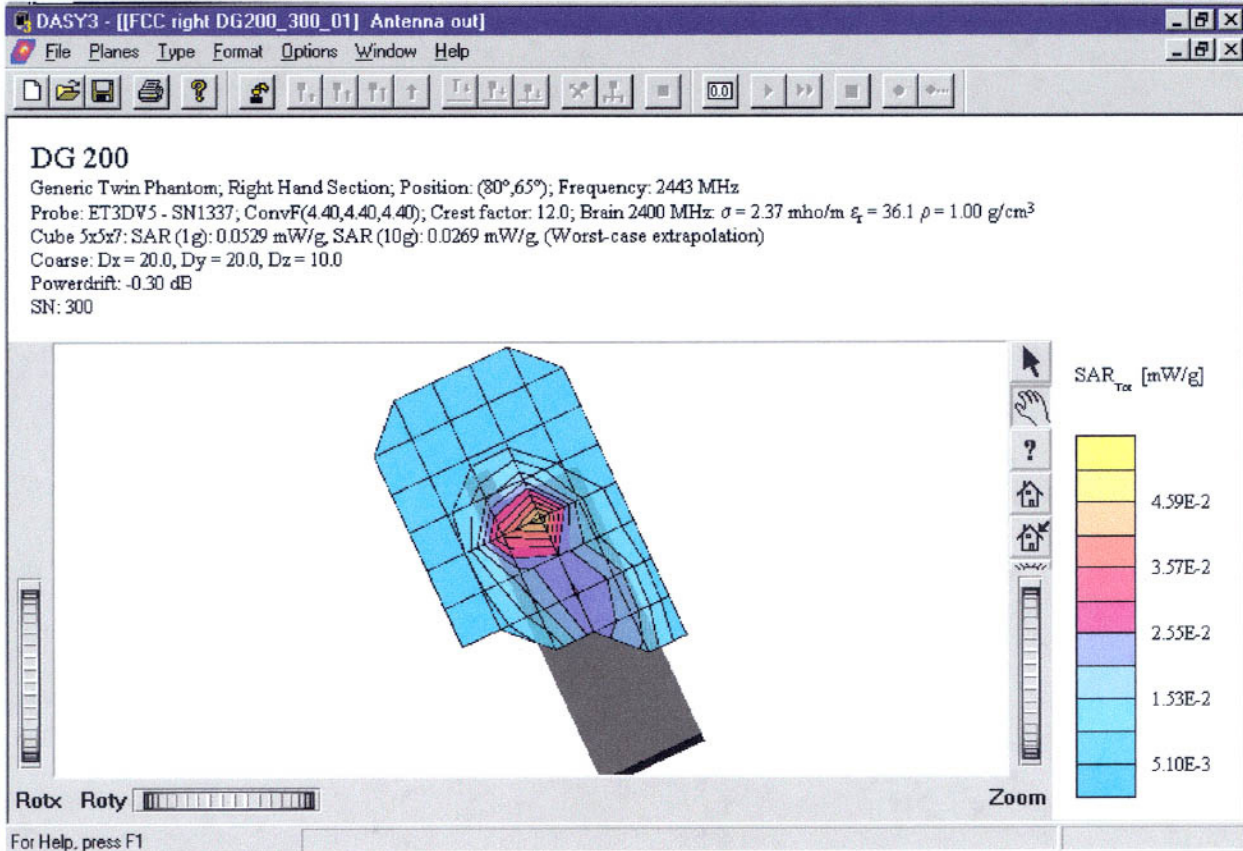 DASY3 - [[FCC right DG200_300_01] Antenna out]
File Planes Type Format Options Window Help
0.0
DG 200
Generic Twin Phantom; Right Hand Section; Position: (80°,65°); Frequency: 2443 MHz
Probe: ET3DV5 - SN1337; ConvF(4.40,4.40,4.40); Crest factor: 12.0; Brain 2400 MHz: σ = 2.37 mho/m εr = 36.1 ρ = 1.00 g/cm³
Cube 5x5x7: SAR (1g): 0.0529 mW/g, SAR (10g): 0.0269 mW/g, (Worst-case extrapolation)
Coarse: Dx = 20.0, Dy = 20.0, Dz = 10.0
Powerdrift: -0.30 dB
SN: 300
SARTot [mW/g]
4.59E-2
3.57E-2
2.55E-2
1.53E-2
5.10E-3
Rotx Roty Zoom
For Help, press F1